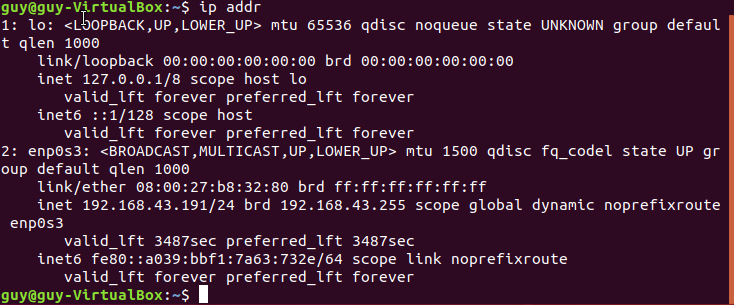 guy@guy-VirtualBox:~$ ip addr
1: lo: <LOOPBACK,UP,LOWER_UP> mtu 65536 qdisc noqueue state UNKNOWN group defaul
t qlen 1000
    link/loopback 00:00:00:00:00:00 brd 00:00:00:00:00:00
    inet 127.0.0.1/8 scope host lo
       valid_lft forever preferred_lft forever
    inet6 ::1/128 scope host
       valid_lft forever preferred_lft forever
2: enp0s3: <BROADCAST,MULTICAST,UP,LOWER_UP> mtu 1500 qdisc fq_codel state UP gr
oup default qlen 1000
    link/ether 08:00:27:b8:32:80 brd ff:ff:ff:ff:ff:ff
    inet 192.168.43.191/24 brd 192.168.43.255 scope global dynamic noprefixroute
 enp0s3
       valid_lft 3487sec preferred_lft 3487sec
    inet6 fe80::a039:bbf1:7a63:732e/64 scope link noprefixroute
       valid_lft forever preferred_lft forever
guy@guy-VirtualBox:~$